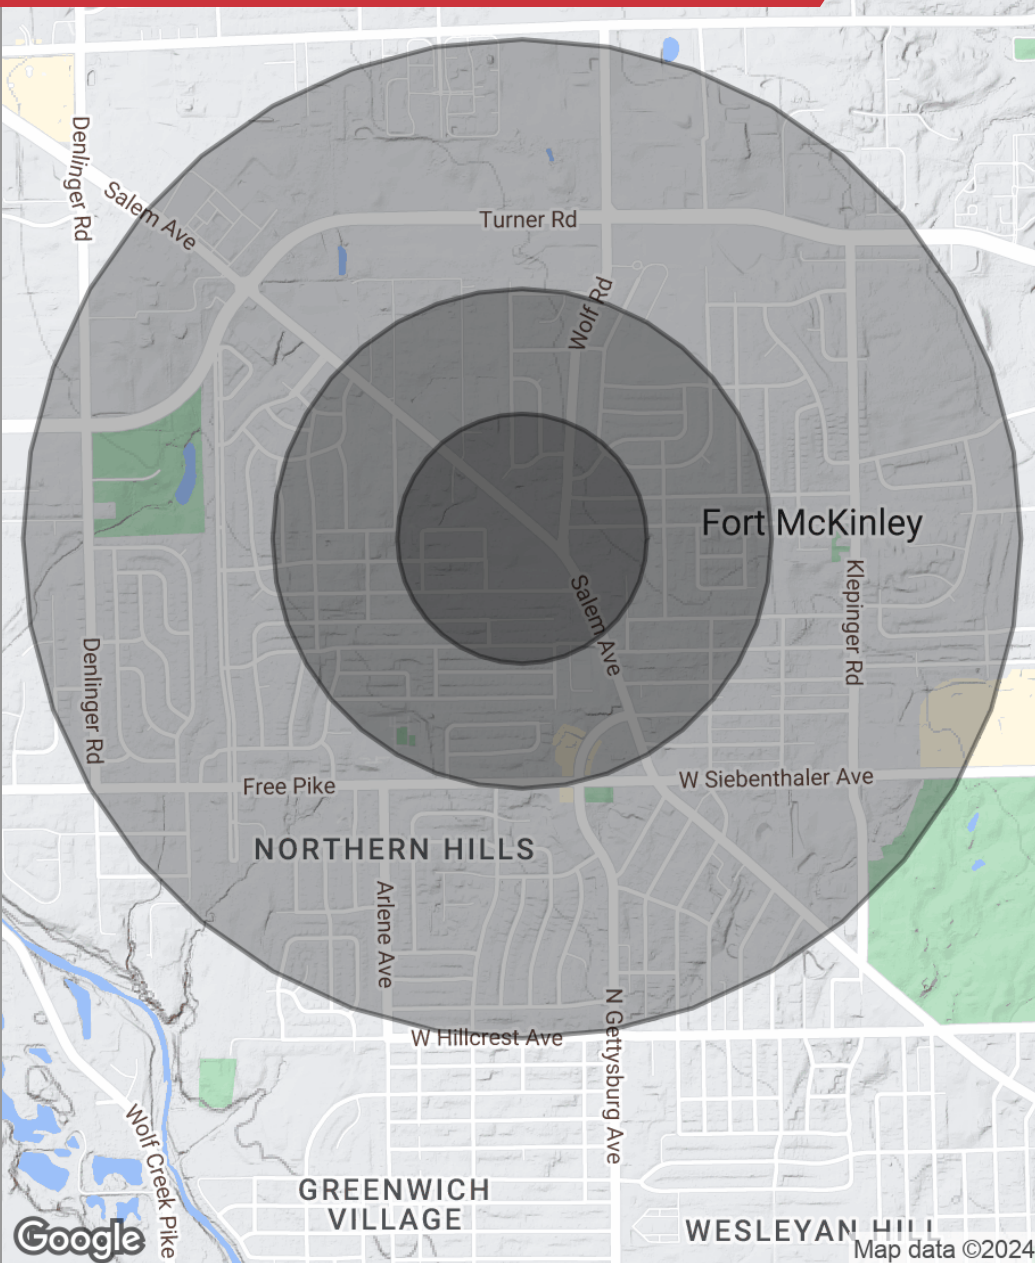 Denlinger Rd
Salem Ave
Turner Rd
Wolf Rd
Fort McKinley
Salem Ave
Klepinger Rd
Denlinger Rd
Free Pike
W Siebenthaler Ave
NORTHERN HILLS
Arlene Ave
N Gettysburg Ave
W Hillcrest Ave
Wolf Creek Pike
GREENWICH
VILLAGE
WESLEYAN HILL
Google
Map data ©2024